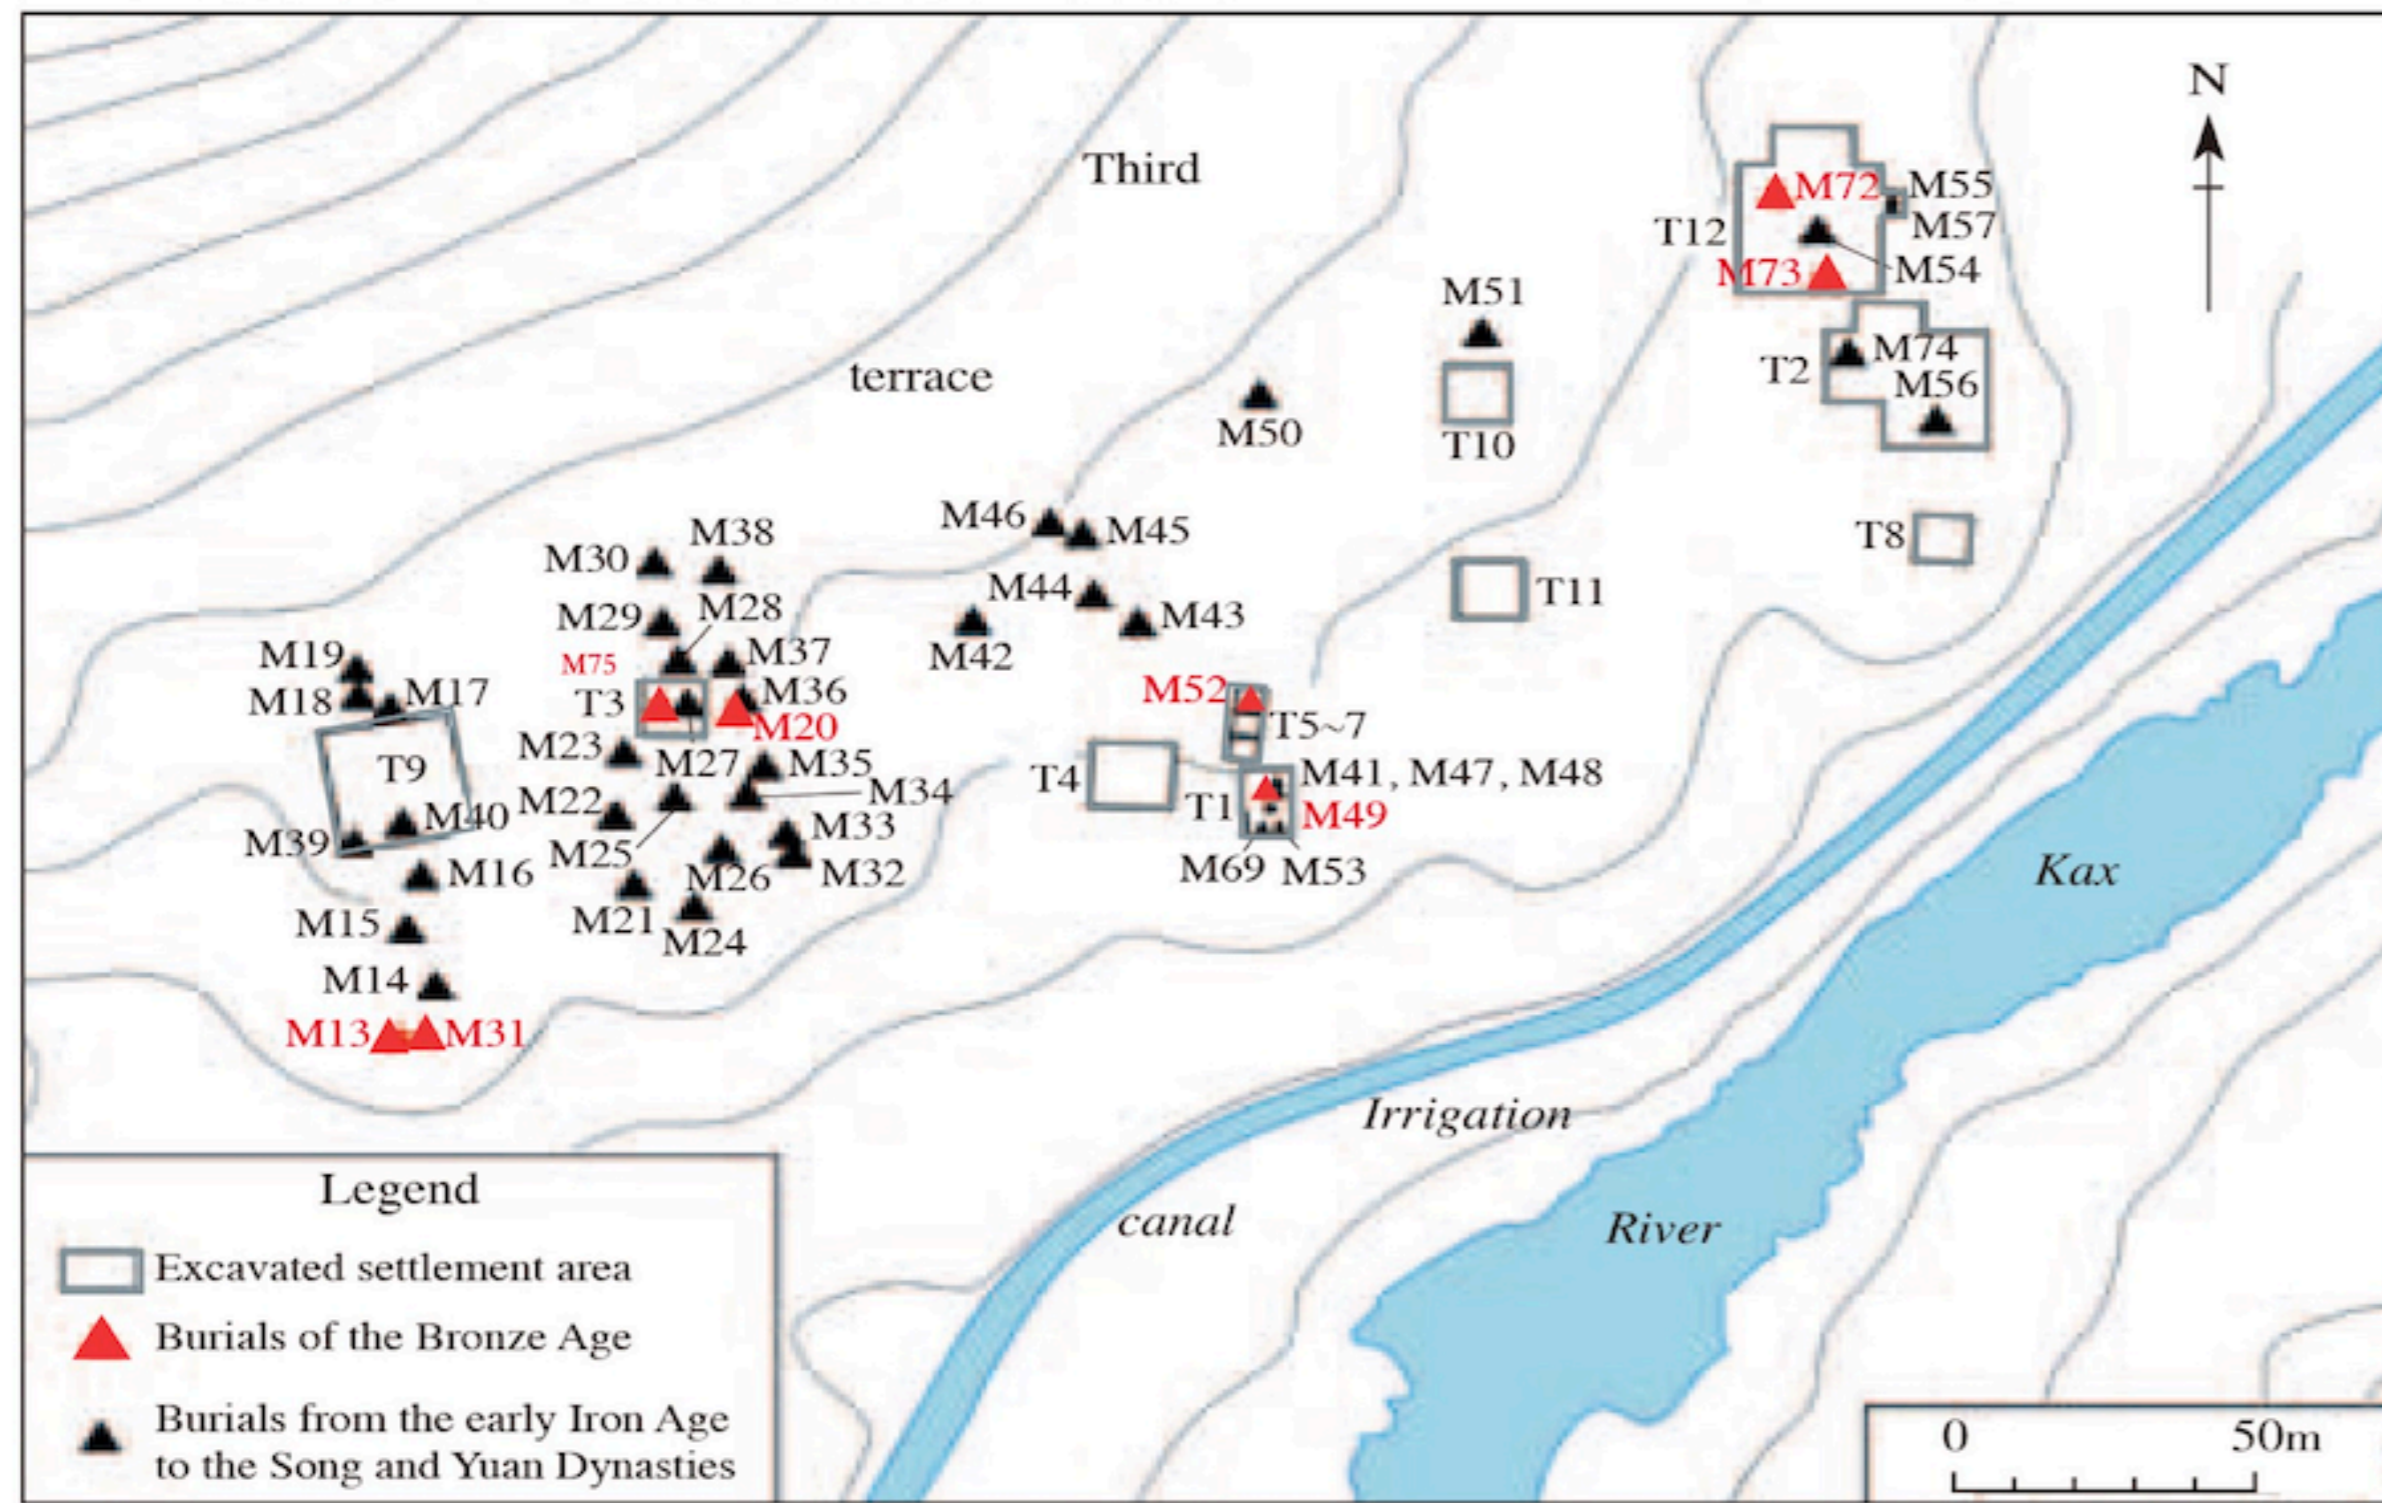 N
Third
M72
M55
T12
M57
M73
M54
M51
terrace
M74
T2
M56
M50
T10
M46
M45
M38
M30
T8
M44
T11
M28
M29
M43
M42
M19
M75
M37
M18
M17
T3
M36
M52
M20
T5~7
M23
T9
M27
M35
T4
M41, M47, M48
M34
M22
T1
M49
M40
M39
M33
M25
M16
M26
M32
M69
M53
Kax
M15
M21
M24
M14
M13
M31
Irrigation
canal
River
Legend
Excavated settlement area
Burials of the Bronze Age
Burials from the early Iron Age
to the Song and Yuan Dynasties
0 50m